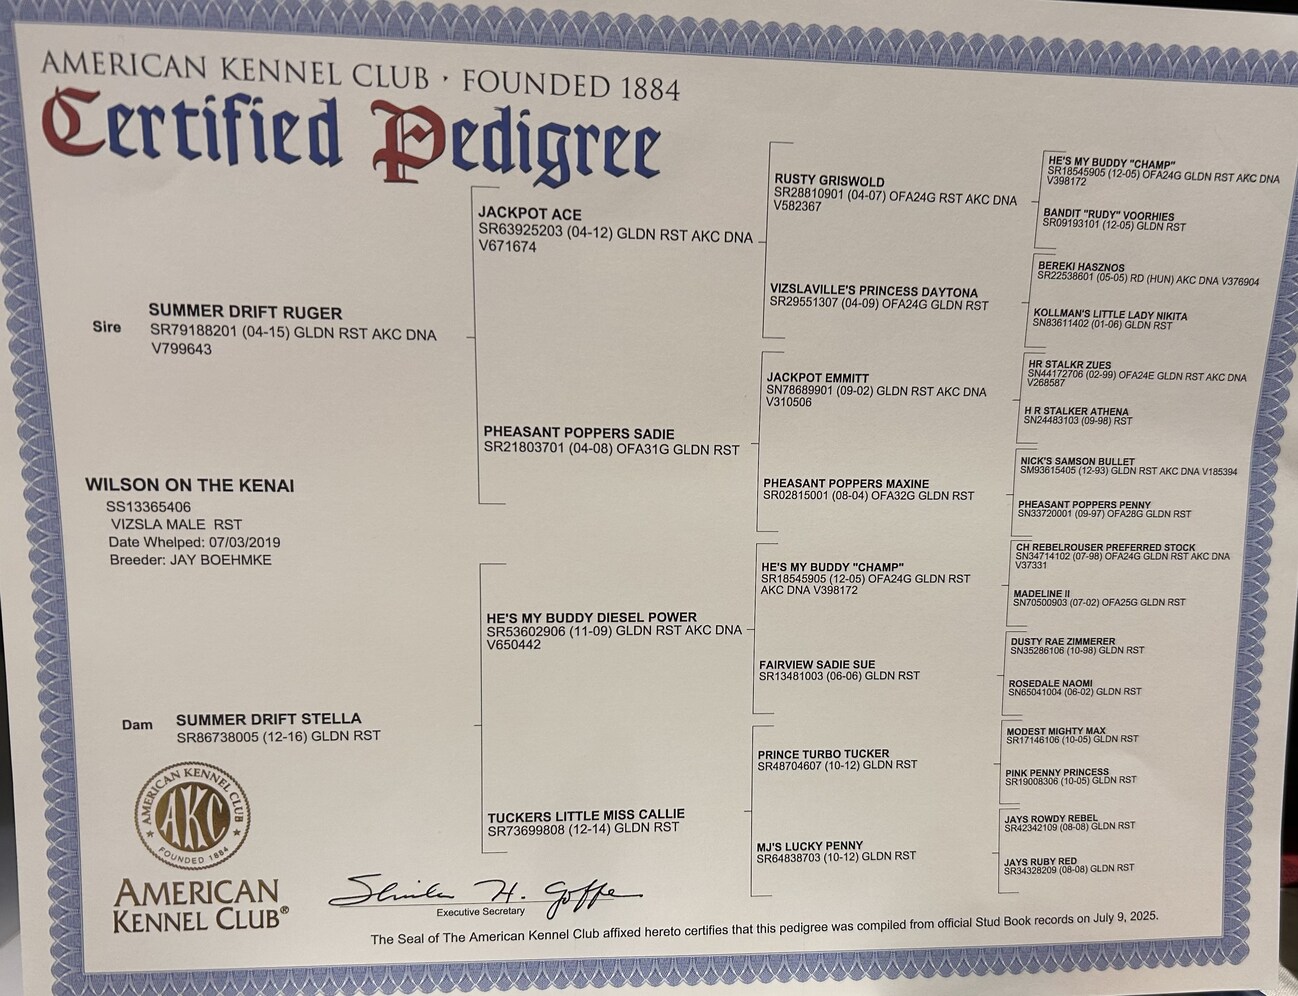 AMERICAN KENNEL CLUB · FOUNDED 1884
Certified Pedigree
Sire
SUMMER DRIFT RUGER
SR79188201 (04-15) GLDN RST AKC DNA
V799643
WILSON ON THE KENAI
SS13365406
VIZSLA MALE RST
Date Whelped: 07/03/2019
Breeder: JAY BOEHMKE
Dam
SUMMER DRIFT STELLA
SR86738005 (12-16) GLDN RST
JACKPOT ACE
SR63925203 (04-12) GLDN RST AKC DNA
V671674
PHEASANT POPPERS SADIE
SR21803701 (04-08) OFA31G GLDN RST
HE'S MY BUDDY DIESEL POWER
SR53602906 (11-09) GLDN RST AKC DNA
V650442
TUCKERS LITTLE MISS CALLIE
SR73699808 (12-14) GLDN RST
RUSTY GRISWOLD
SR28810901 (04-07) OFA24G RST AKC DNA
V582367
VIZSLAVILLE'S PRINCESS DAYTONA
SR29551307 (04-09) OFA24G GLDN RST
JACKPOT EMMITT
SN78689901 (09-02) GLDN RST AKC DNA
V310506
PHEASANT POPPERS MAXINE
SR02815001 (08-04) OFA32G GLDN RST
HE'S MY BUDDY "CHAMP"
SR18545905 (12-05) OFA24G GLDN RST
AKC DNA V398172
FAIRVIEW SADIE SUE
SR13481003 (06-06) GLDN RST
PRINCE TURBO TUCKER
SR48704607 (10-12) GLDN RST
MJ'S LUCKY PENNY
SR64838703 (10-12) GLDN RST
HE'S MY BUDDY "CHAMP"
SR18545905 (12-05) OFA24G GLDN RST AKC DNA
V398172
BANDIT "RUDY" VOORHIES
SR09193101 (12-05) GLDN RST
BEREKI HASZNOS
SR22538601 (05-05) RD (HUN) AKC DNA V376904
KOLLMAN'S LITTLE LADY NIKITA
SN83611402 (01-06) GLDN RST
HR STALKR ZUES
SN44172706 (02-99) OFA24E GLDN RST AKC DNA
V268587
H R STALKER ATHENA
SN24483103 (09-98) RST
NICK'S SAMSON BULLET
SM93615405 (12-93) GLDN RST AKC DNA V185394
PHEASANT POPPERS PENNY
SN33720001 (09-97) OFA28G GLDN RST
CH REBELROUSER PREFERRED STOCK
SN34714102 (07-98) OFA24G GLDN RST AKC DNA
V37331
MADELINE II
SN70500903 (07-02) OFA25G GLDN RST
DUSTY RAE ZIMMERER
SN35286106 (10-98) GLDN RST
ROSEDALE NAOMI
SN65041004 (06-02) GLDN RST
MODEST MIGHTY MAX
SR17146106 (10-05) GLDN RST
PINK PENNY PRINCESS
SR19008306 (10-05) GLDN RST
JAYS ROWDY REBEL
SR42342109 (08-08) GLDN RST
JAYS RUBY RED
SR34328209 (08-08) GLDN RST
AMERICAN KENNEL CLUB
AKC
FOUNDED 1884
AMERICAN
KENNEL CLUB®
Executive Secretary
The Seal of The American Kennel Club affixed hereto certifies that this pedigree was compiled from official Stud Book records on July 9, 2025.